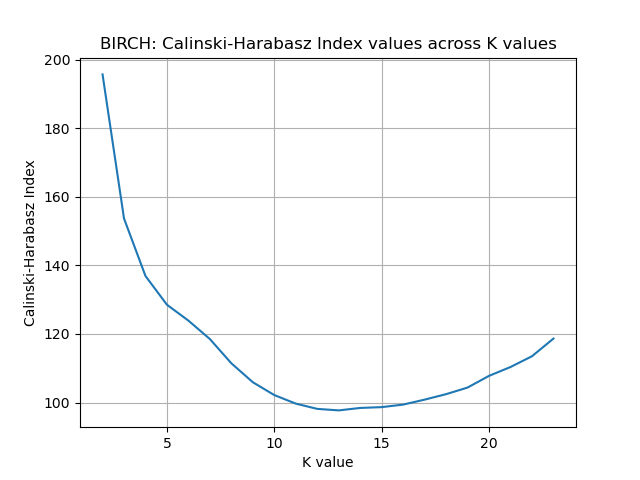 BIRCH: Calinski-Harabasz Index values across K values
Calinski-Harabasz Index
200
180
160
140
120
100
5 10 15 20
K value